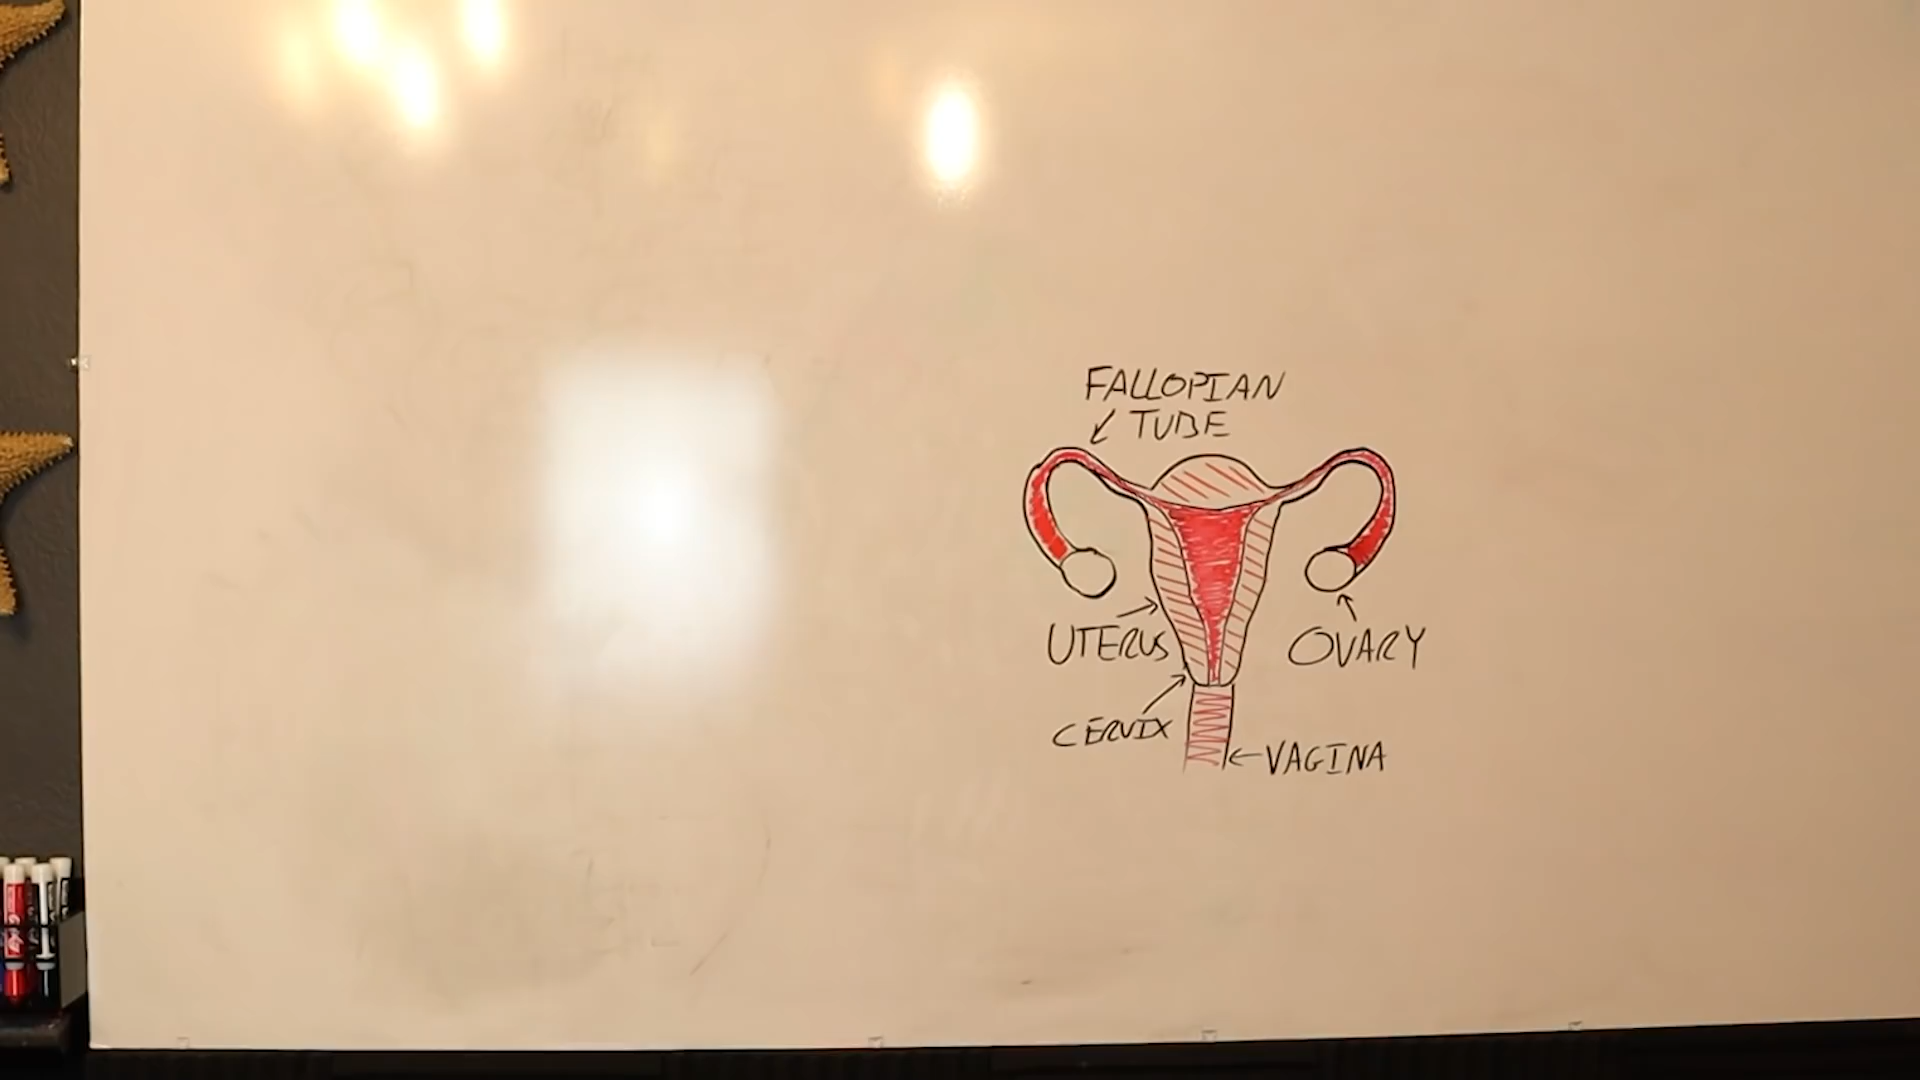 FALLOPIAN
TUBE
UTERUS
OVARY
CERVIX
VAGINA